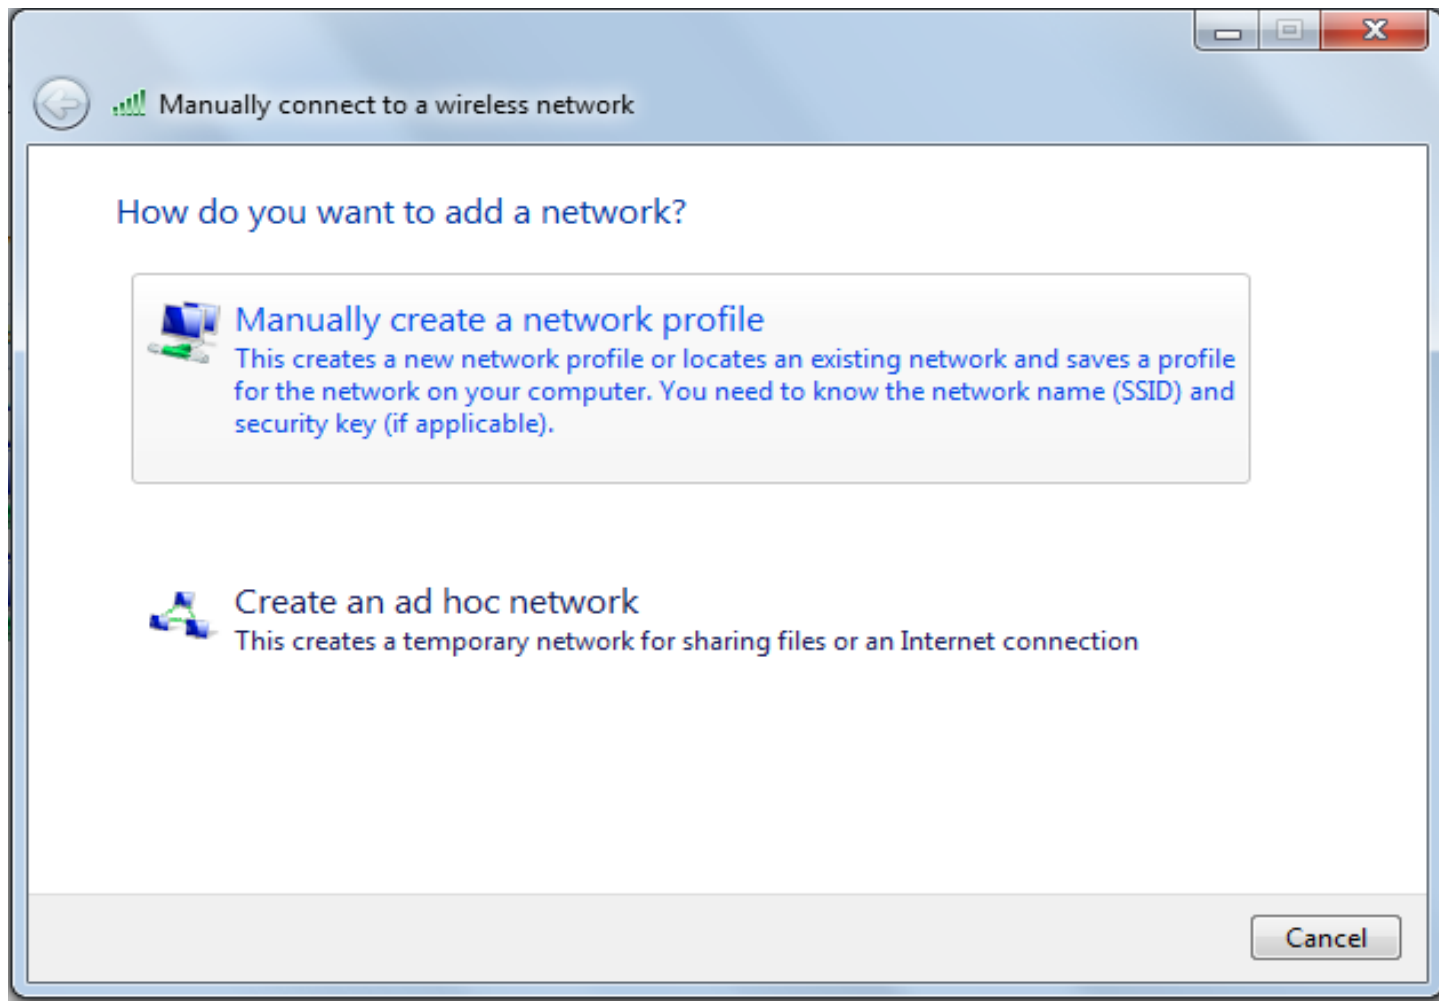 Manually connect to a wireless network
How do you want to add a network?
Manually create a network profile
This creates a new network profile or locates an existing network and saves a profile
for the network on your computer. You need to know the network name (SSID) and
security key (if applicable).
Create an ad hoc network
This creates a temporary network for sharing files or an Internet connection
Cancel